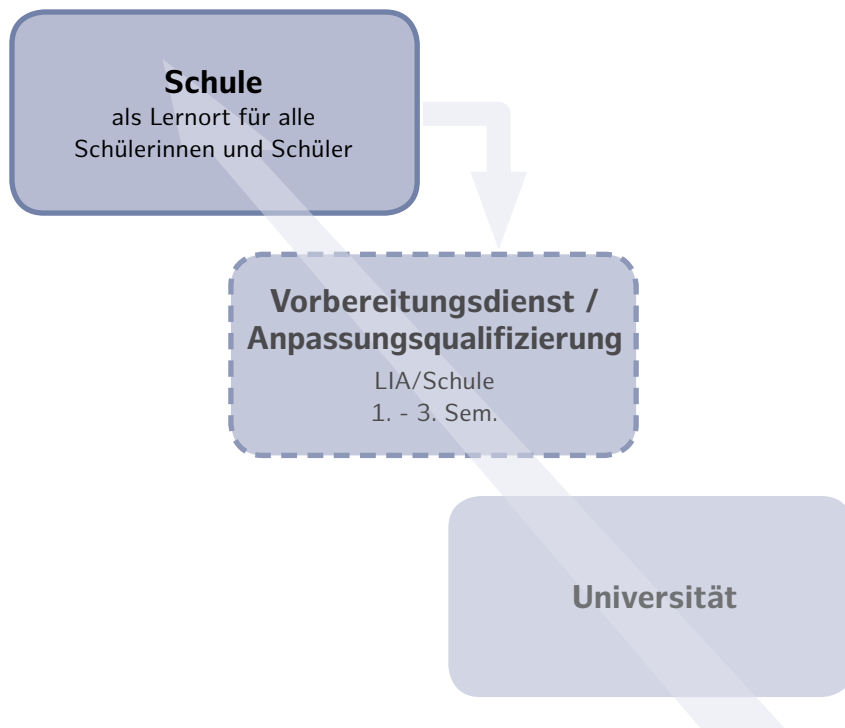 Schule
als Lernort für alle
Schülerinnen und Schüler
Vorbereitungsdienst /
Anpassungsqualifizierung
LIA/Schule
1. - 3. Sem.
Universität